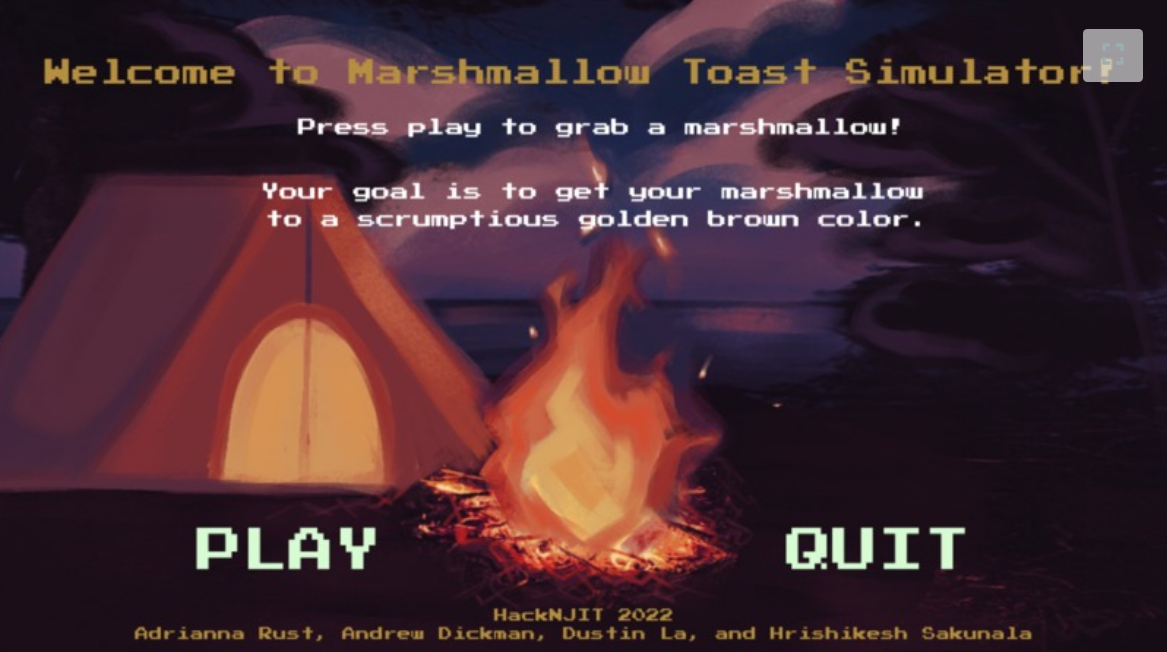 Welcome to Marshmallow Toast Simulator!
Press play to grab a marshmallow!
Your goal is to get your marshmallow
to a scrumptious golden brown color.
PLAY
QUIT
HackNJIT 2022
Adrianna Rust, Andrew Dickman, Dustin La, and Hrishikesh Sakunala